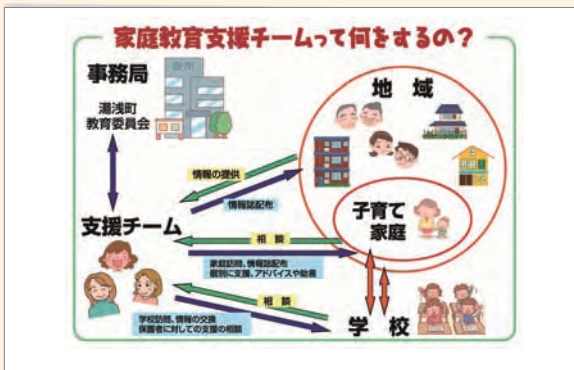 家庭教育支援チームって何をするの？
事務局
役所
湯浅町
教育委員会
地域
情報の提供
情報誌配布
支援チーム
子育て
家庭
相談
家庭訪問、情報誌配布
個別に支援、アドバイスや助言
相談
学校訪問、情報の交換
保護者に対しての支援の相談
学校